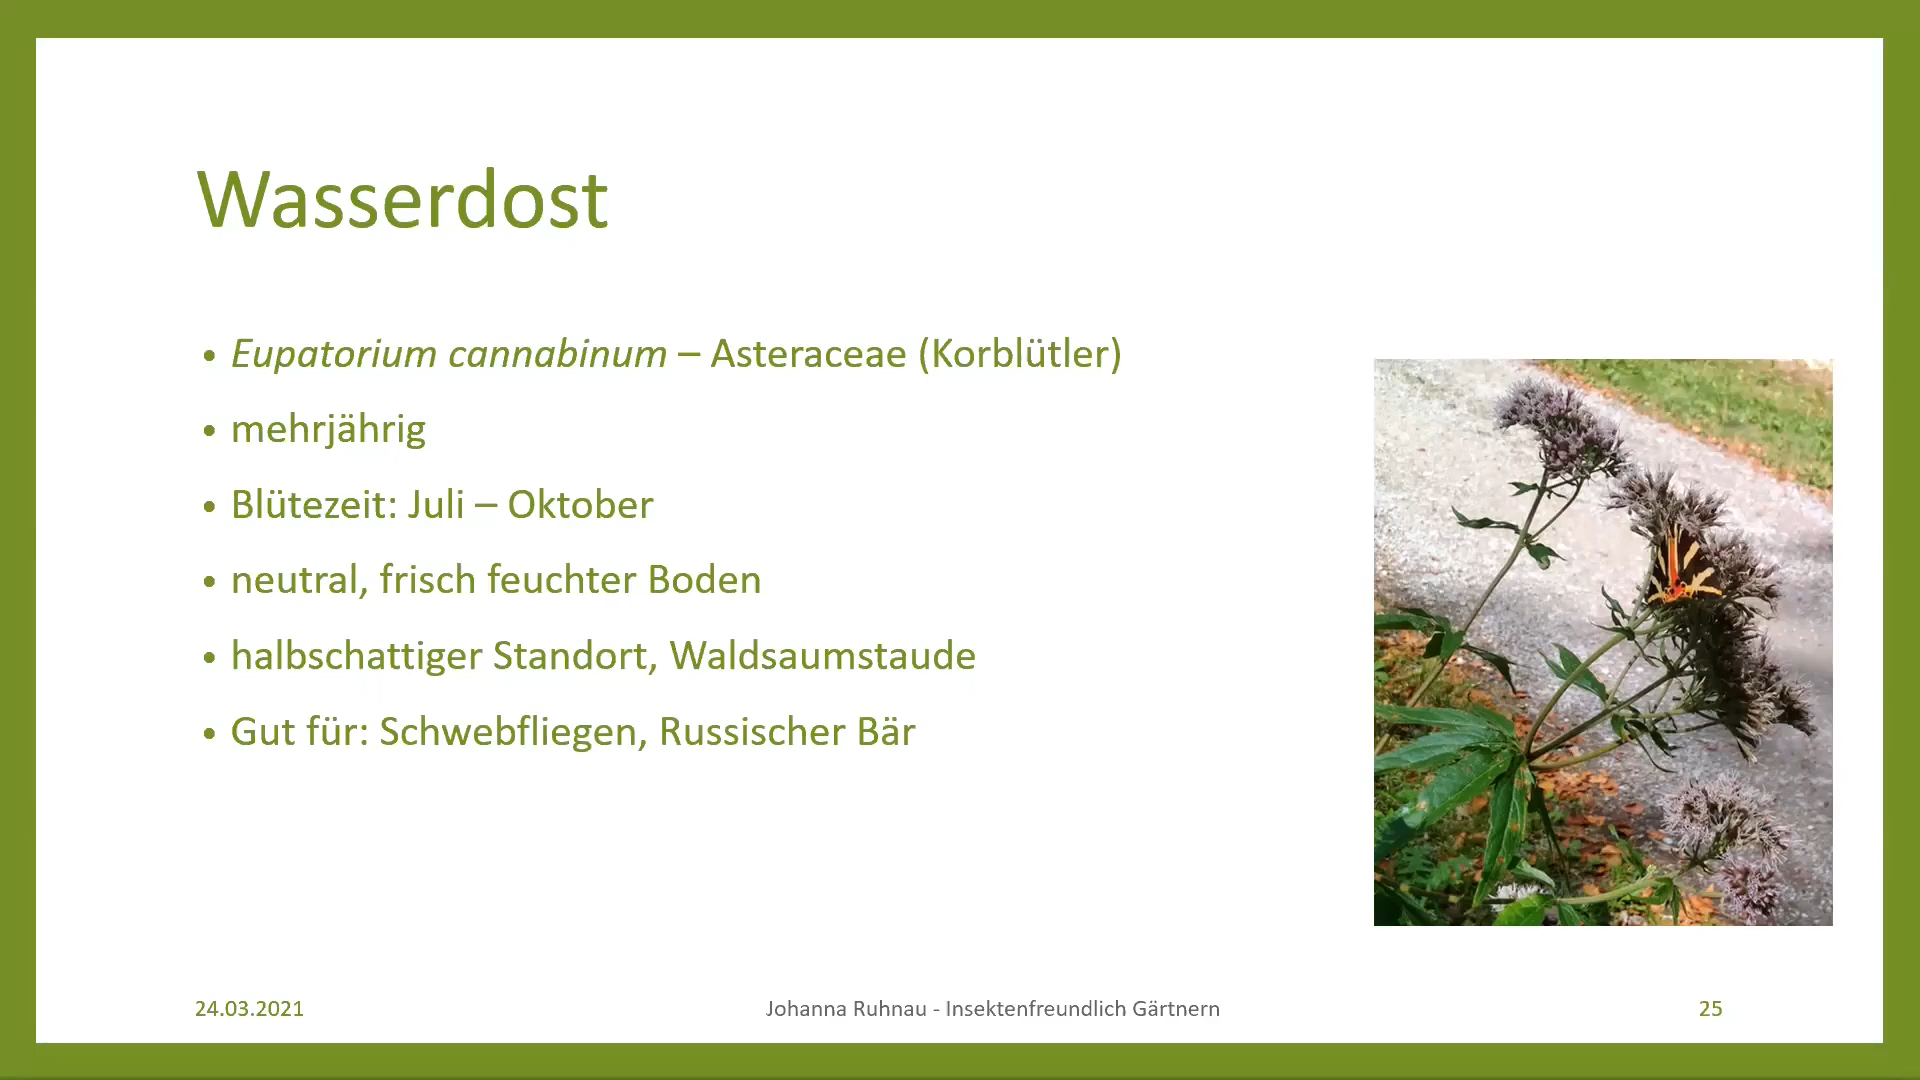 Wasserdost
• Eupatorium cannabinum – Asteraceae (Korblütler)
• mehrjährig
• Blütezeit: Juli – Oktober
• neutral, frisch feuchter Boden
• halbschattiger Standort, Waldsaumstaude
• Gut für: Schwebfliegen, Russischer Bär
24.03.2021
Johanna Ruhnau - Insektenfreundlich Gärtnern
25